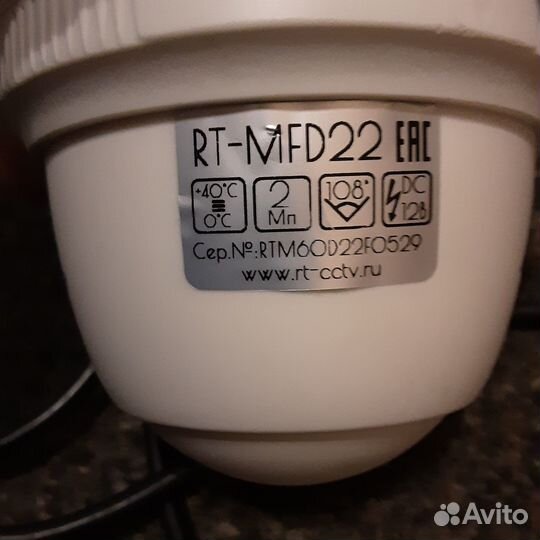 RT-MFD22 EAC
+40°C
0°C
2
Мп
108°
DC
12В
Сер.№:RTM60D22F0529
www.rt-cctv.ru
Avito